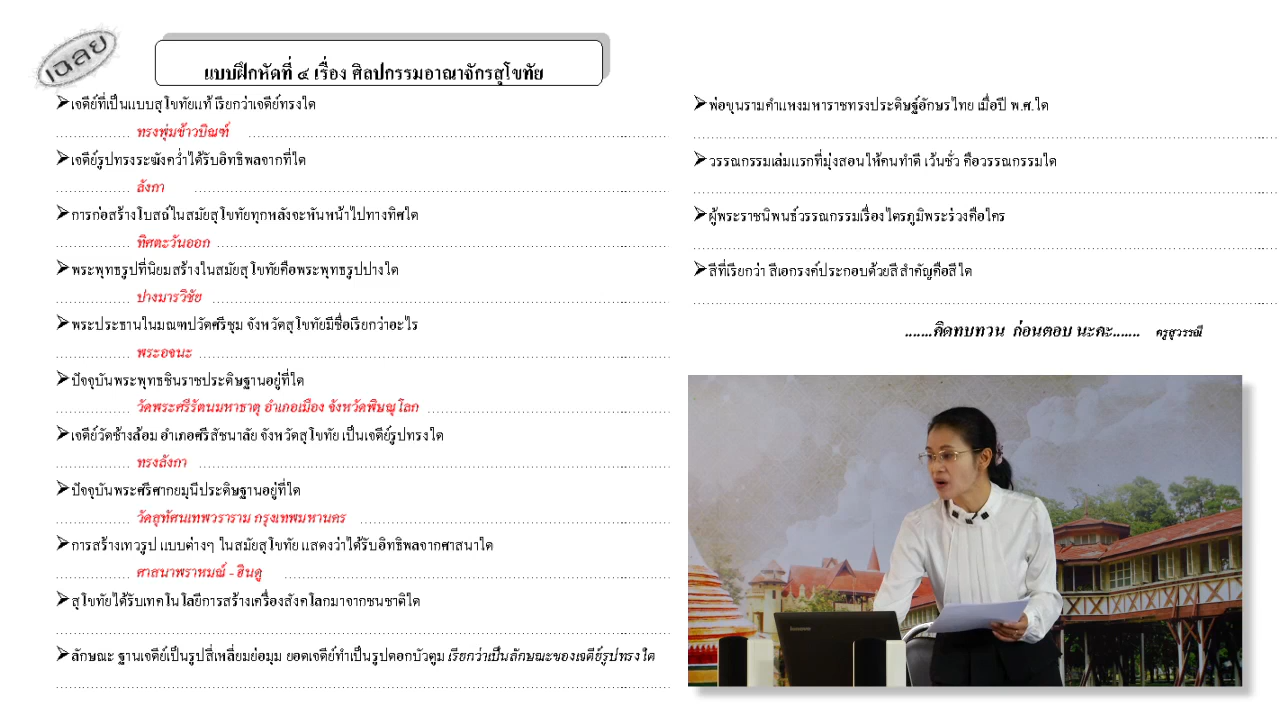 เฉลย
แบบฝึกหัดที่ ๔ เรื่อง ศิลปกรรมอาณาจักรสุโขทัย
➤เจดีย์ที่เป็นแบบสุโขทัยแท้ เรียกว่าเจดีย์ทรงใด
ทรงพุ่มข้าวบิณฑ์
➤เจดีย์รูปทรงระฆังคว่ำได้รับอิทธิพลจากที่ใด
ลังกา
➤การก่อสร้างโบสถ์ในสมัยสุโขทัยทุกหลังจะหันหน้าไปทางทิศใด
ทิศตะวันออก
➤พระพุทธรูปที่นิยมสร้างในสมัยสุโขทัยคือพระพุทธรูปปางใด
ปางมารวิชัย
➤พระประธานในมณฑปวัดศรีชุม จังหวัดสุโขทัยมีชื่อเรียกว่าอะไร
พระอจนะ
➤ปัจจุบันพระพุทธชินราชประดิษฐานอยู่ที่ใด
วัดพระศรีรัตนมหาธาตุ อำเภอเมือง จังหวัดพิษณุโลก
➤เจดีย์วัดช้างล้อม อำเภอศรีสัชนาลัย จังหวัดสุโขทัย เป็นเจดีย์รูปทรงใด
ทรงลังกา
➤ปัจจุบันพระศรีศากยมุนีประดิษฐานอยู่ที่ใด
วัดสุทัศนเทพวราราม กรุงเทพมหานคร
➤การสร้างเทวรูป แบบต่างๆ ในสมัยสุโขทัย แสดงว่าได้รับอิทธิพลจากศาสนาใด
ศาสนาพราหมณ์ - ฮินดู
➤สุโขทัยได้รับเทคโนโลยีการสร้างเครื่องสังคโลกมาจากชนชาติใด
➤ลักษณะ ฐานเจดีย์เป็นรูปสี่เหลี่ยมย่อมุม ยอดเจดีย์ทำเป็นรูปดอกบัวตูม เรียกว่าเป็นลักษณะของเจดีย์รูปทรงใด
➤พ่อขุนรามคำแหงมหาราชทรงประดิษฐ์อักษรไทย เมื่อปี พ.ศ.ใด
➤วรรณกรรมเล่มแรกที่มุ่งสอนให้คนทำดี เว้นชั่ว คือวรรณกรรมใด
➤ผู้พระราชนิพนธ์วรรณกรรมเรื่องไตรภูมิพระร่วงคือใคร
➤สีที่เรียกว่า สีเอกรงค์ประกอบด้วยสีสำคัญคือสีใด
.......คิดทบทวน ก่อนตอบ นะคะ....... ครูสุวรรณี